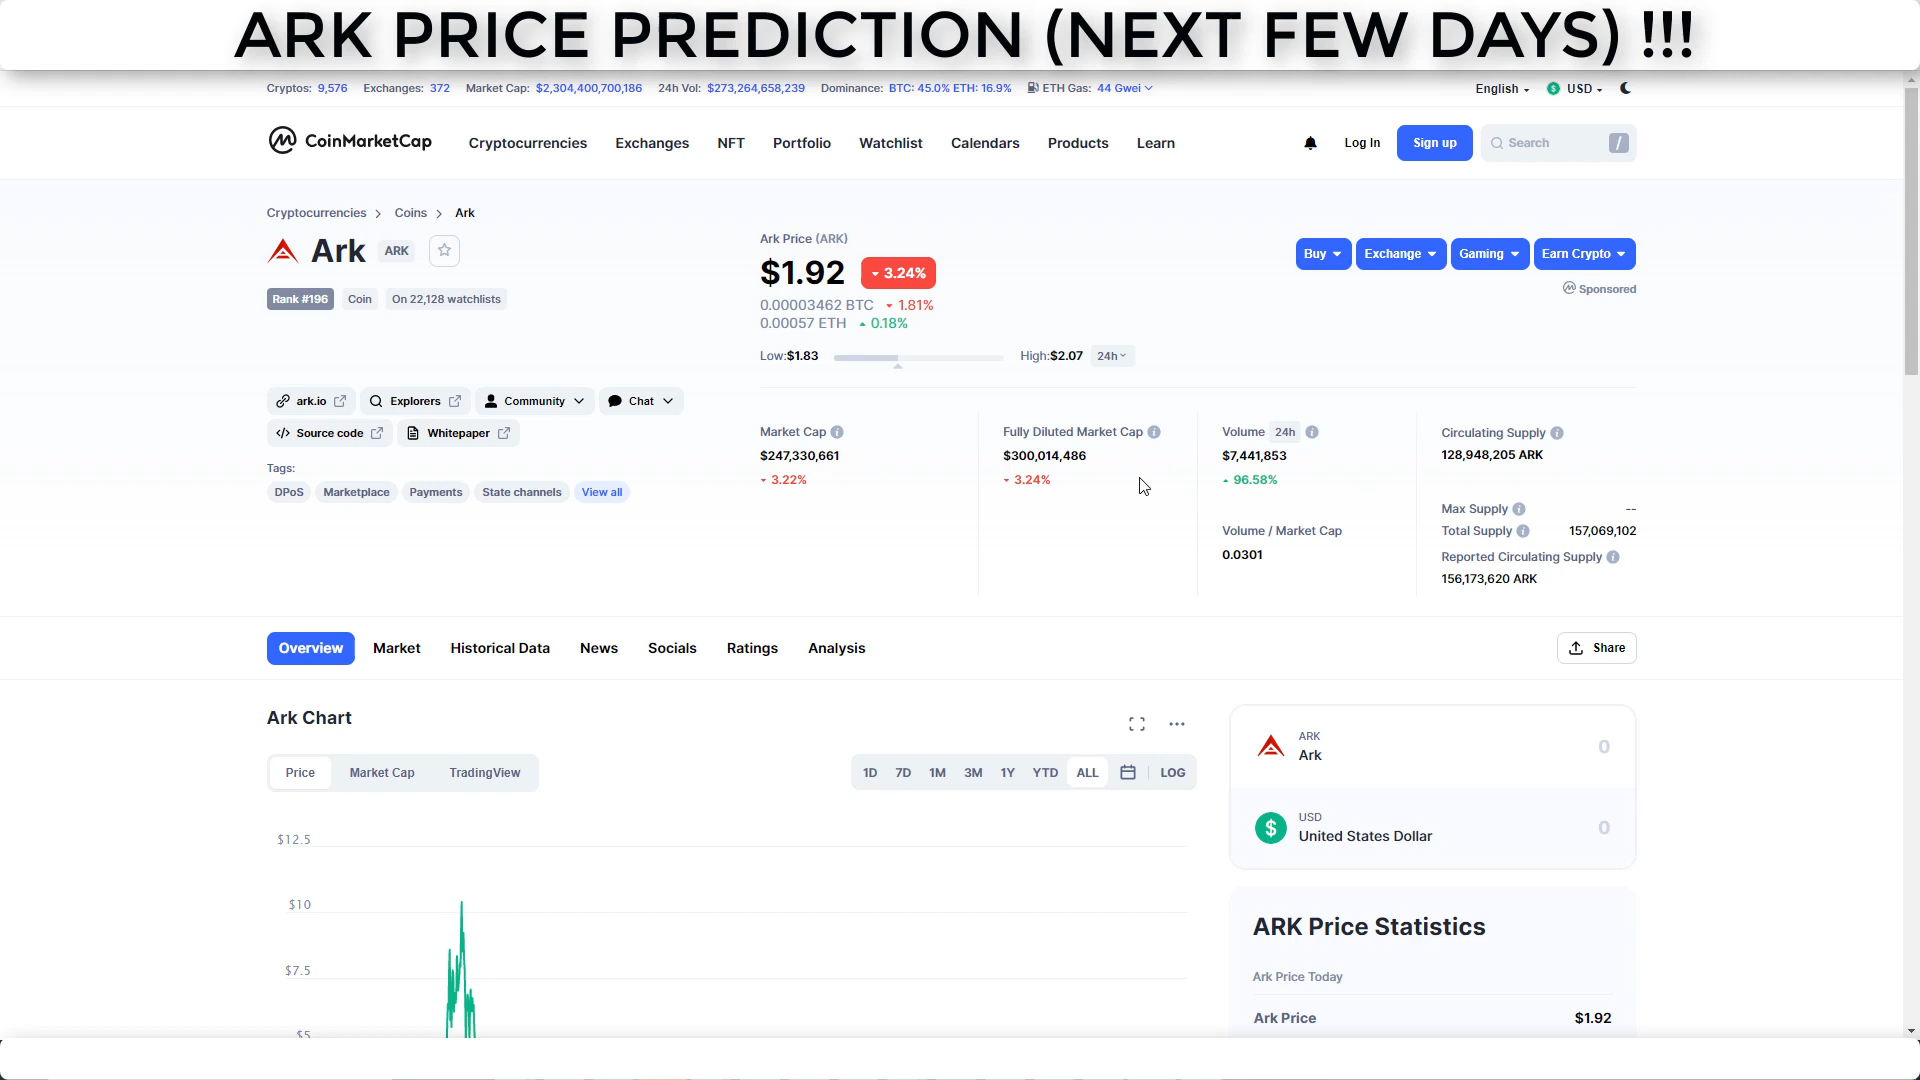 ARK PRICE PREDICTION (NEXT FEW DAYS) !!!
Cryptos: 9,576 Exchanges: 372 Market Cap: $2,304,400,700,186 24h Vol: $273,264,658,239 Dominance: BTC: 45.0% ETH: 16.9% ETH Gas: 44 Gwei English USD
CoinMarketCap Cryptocurrencies Exchanges NFT Portfolio Watchlist Calendars Products Learn Log In Sign up Search /
Cryptocurrencies > Coins > Ark
Ark ARK
Rank #196 Coin On 22,128 watchlists
ark.io Explorers Community Chat
Source code Whitepaper
Tags:
DPoS Marketplace Payments State channels View all
Ark Price (ARK)
$1.92 3.24%
0.00003462 BTC 1.81%
0.00057 ETH 0.18%
Low:$1.83 High:$2.07 24h
Buy Exchange Gaming Earn Crypto
Sponsored
Market Cap
$247,330,661
3.22%
Fully Diluted Market Cap
$300,014,486
3.24%
Volume 24h
$7,441,853
96.58%
Volume / Market Cap
0.0301
Circulating Supply
128,948,205 ARK
Max Supply --
Total Supply 157,069,102
Reported Circulating Supply
156,173,620 ARK
Overview Market Historical Data News Socials Ratings Analysis Share
Ark Chart
Price Market Cap TradingView 1D 7D 1M 3M 1Y YTD ALL LOG
$12.5
$10
$7.5
$5
ARK
Ark 0
USD
$ United States Dollar 0
ARK Price Statistics
Ark Price Today
Ark Price $1.92